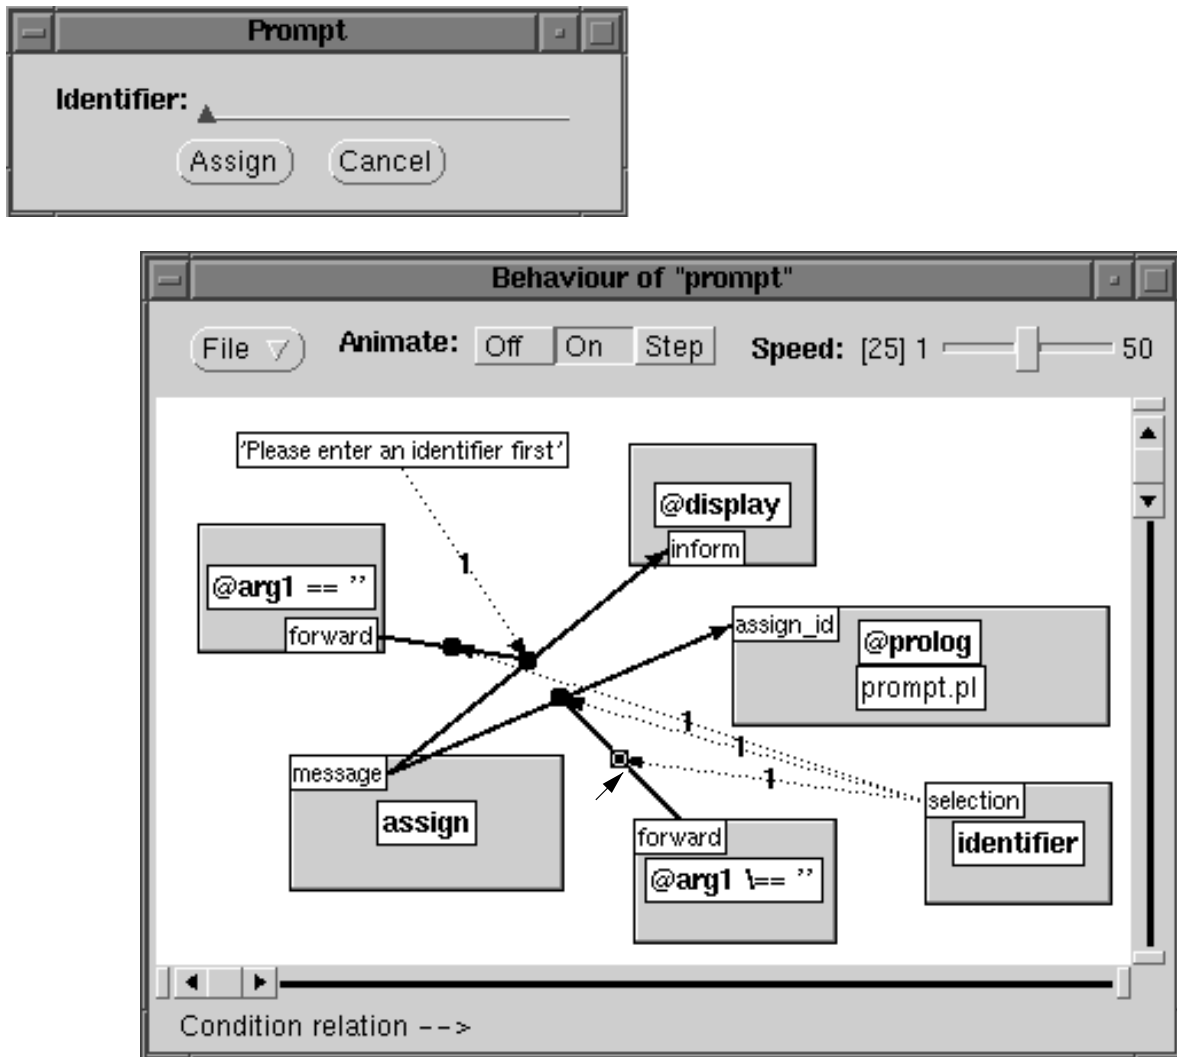 Prompt
Identifier:
Assign Cancel
Behaviour of "prompt"
File Animate: Off On Step Speed: [25] 1 50
'Please enter an identifier first'
@display
inform
1
@arg1 == ''
forward
assign_id
@prolog
prompt.pl
1
1
1
message
assign
selection
identifier
forward
@arg1 \== ''
Condition relation -->